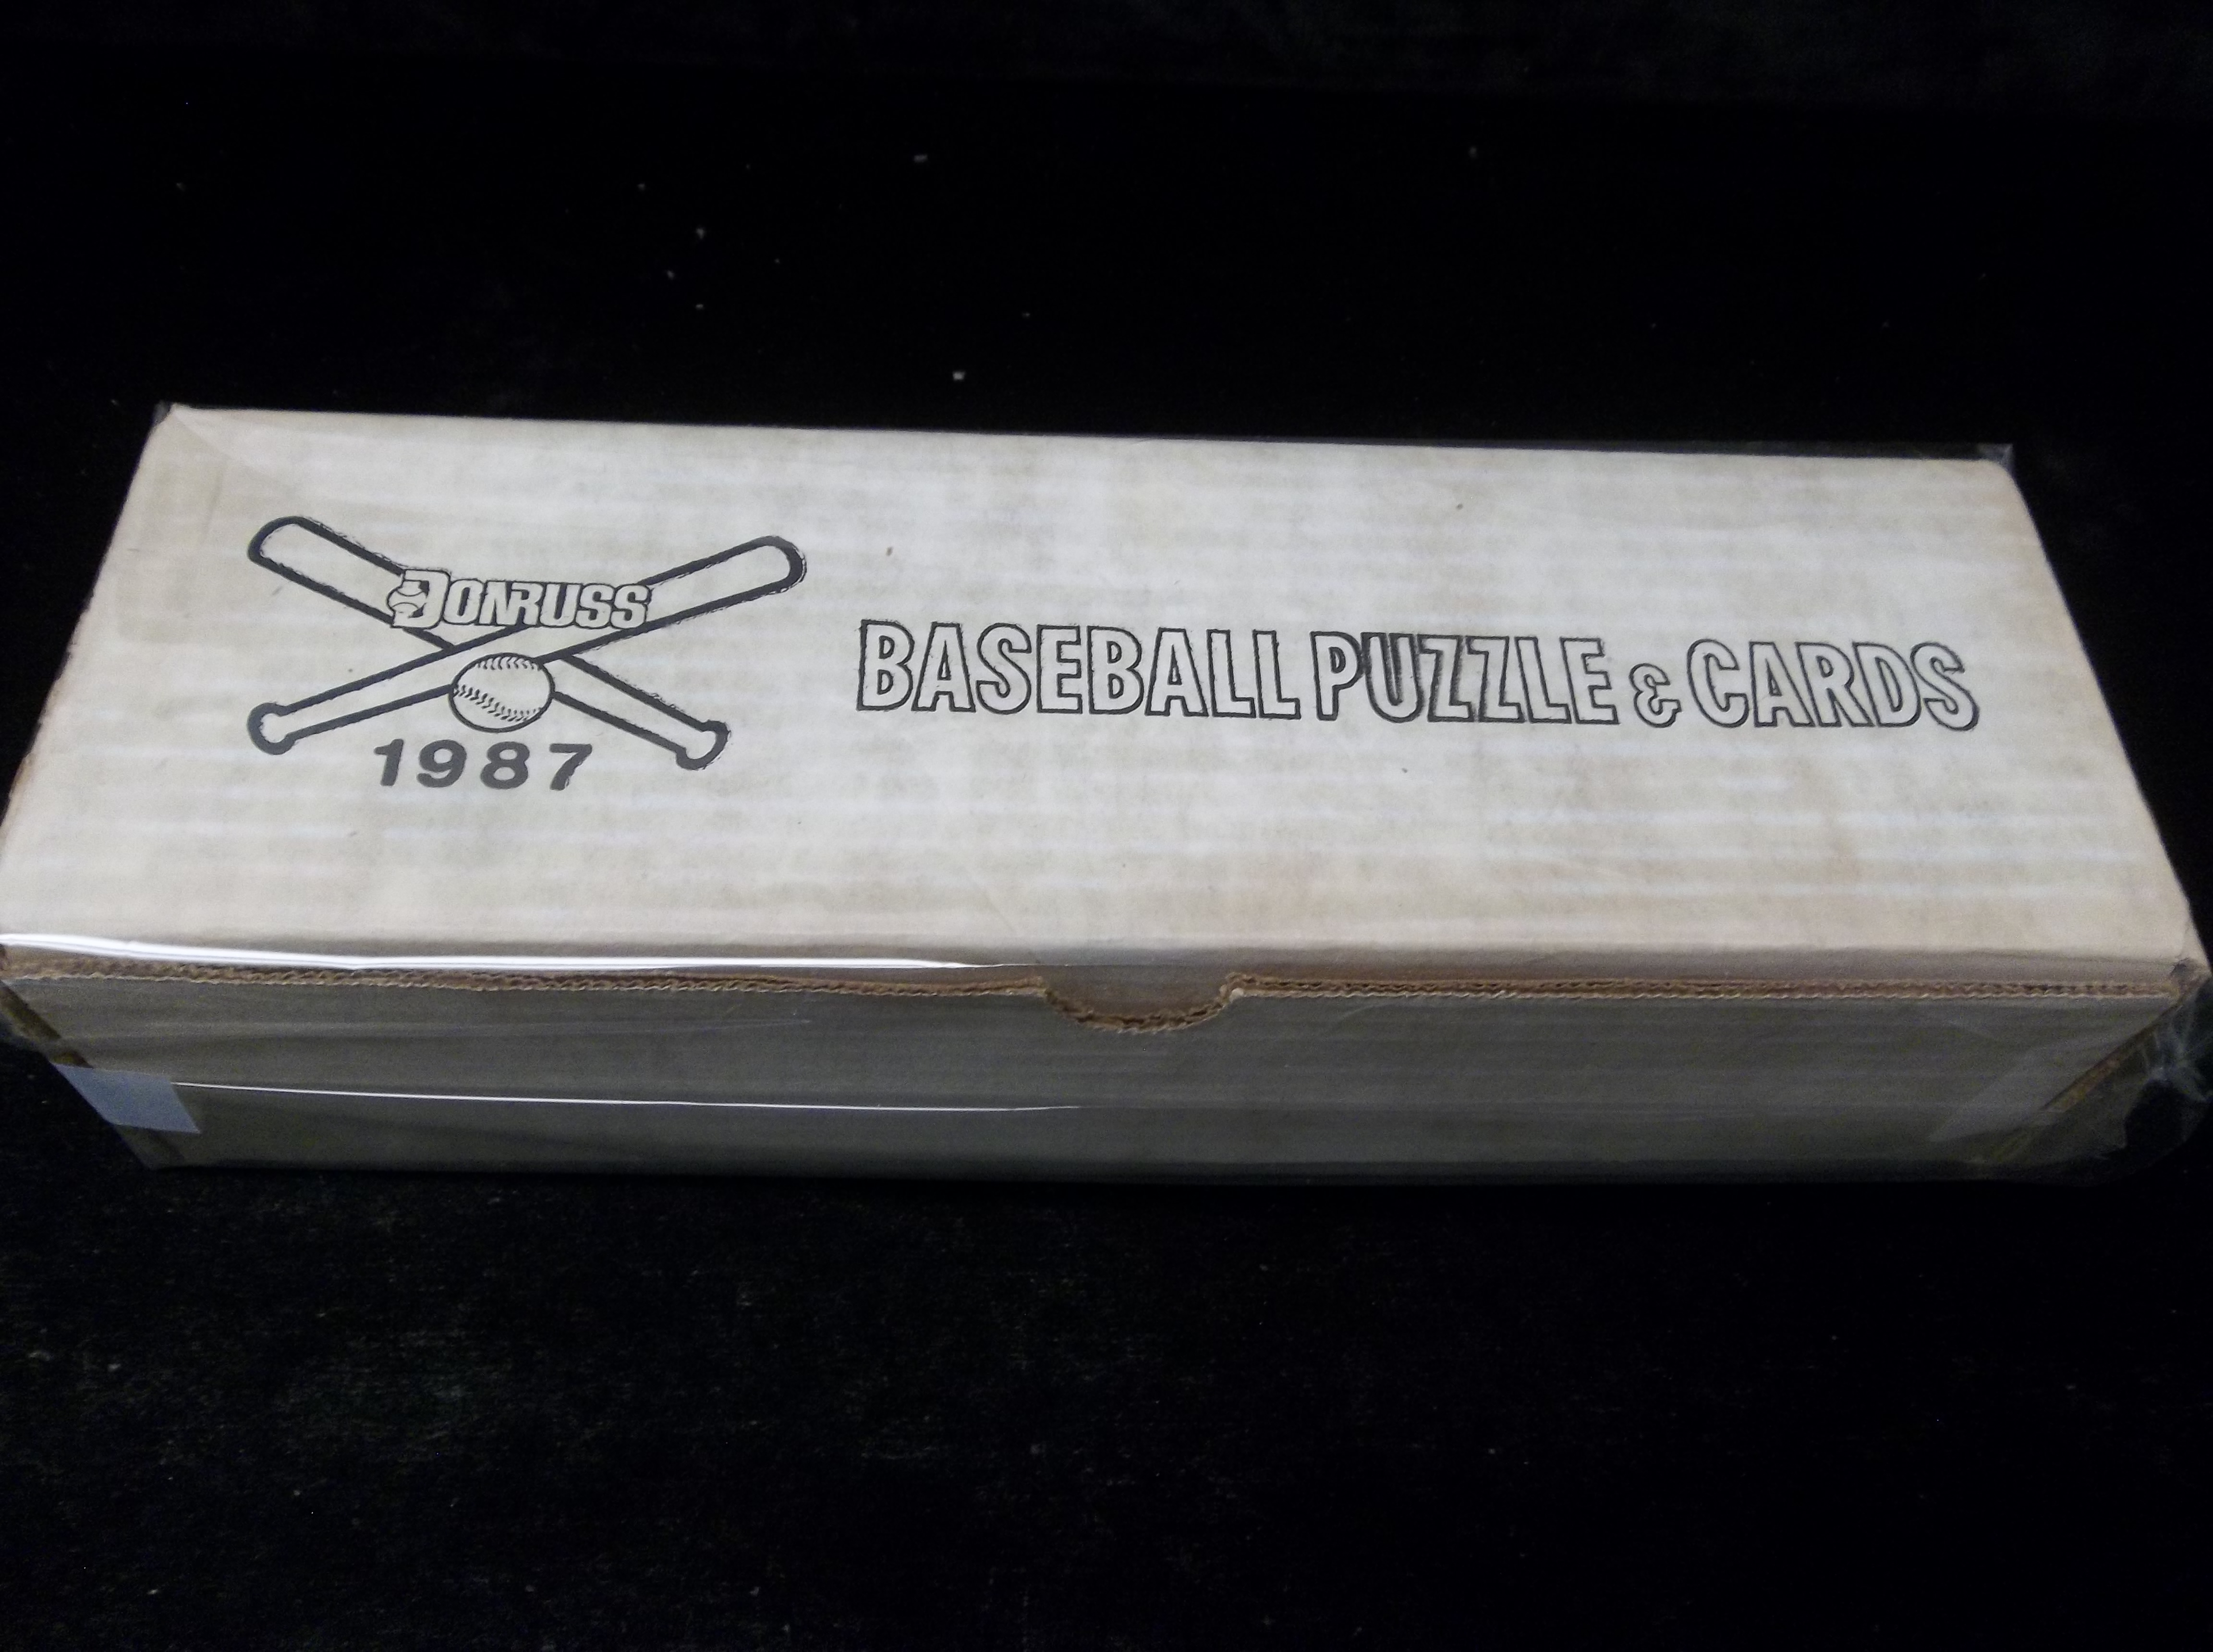 DONRUSS
1987
BASEBALL PUZZLE & CARDS